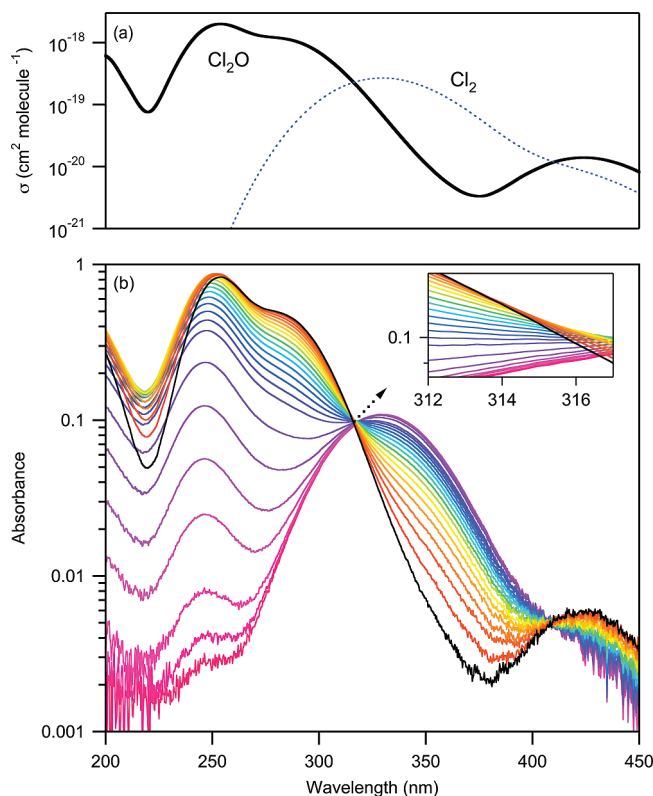 (a)
Cl₂O
Cl₂
σ (cm² molecule⁻¹)
10⁻¹⁸
10⁻¹⁹
10⁻²⁰
10⁻²¹
(b)
Absorbance
1
0.1
0.01
0.001
0.1
312 314 316
200 250 300 350 400 450
Wavelength (nm)